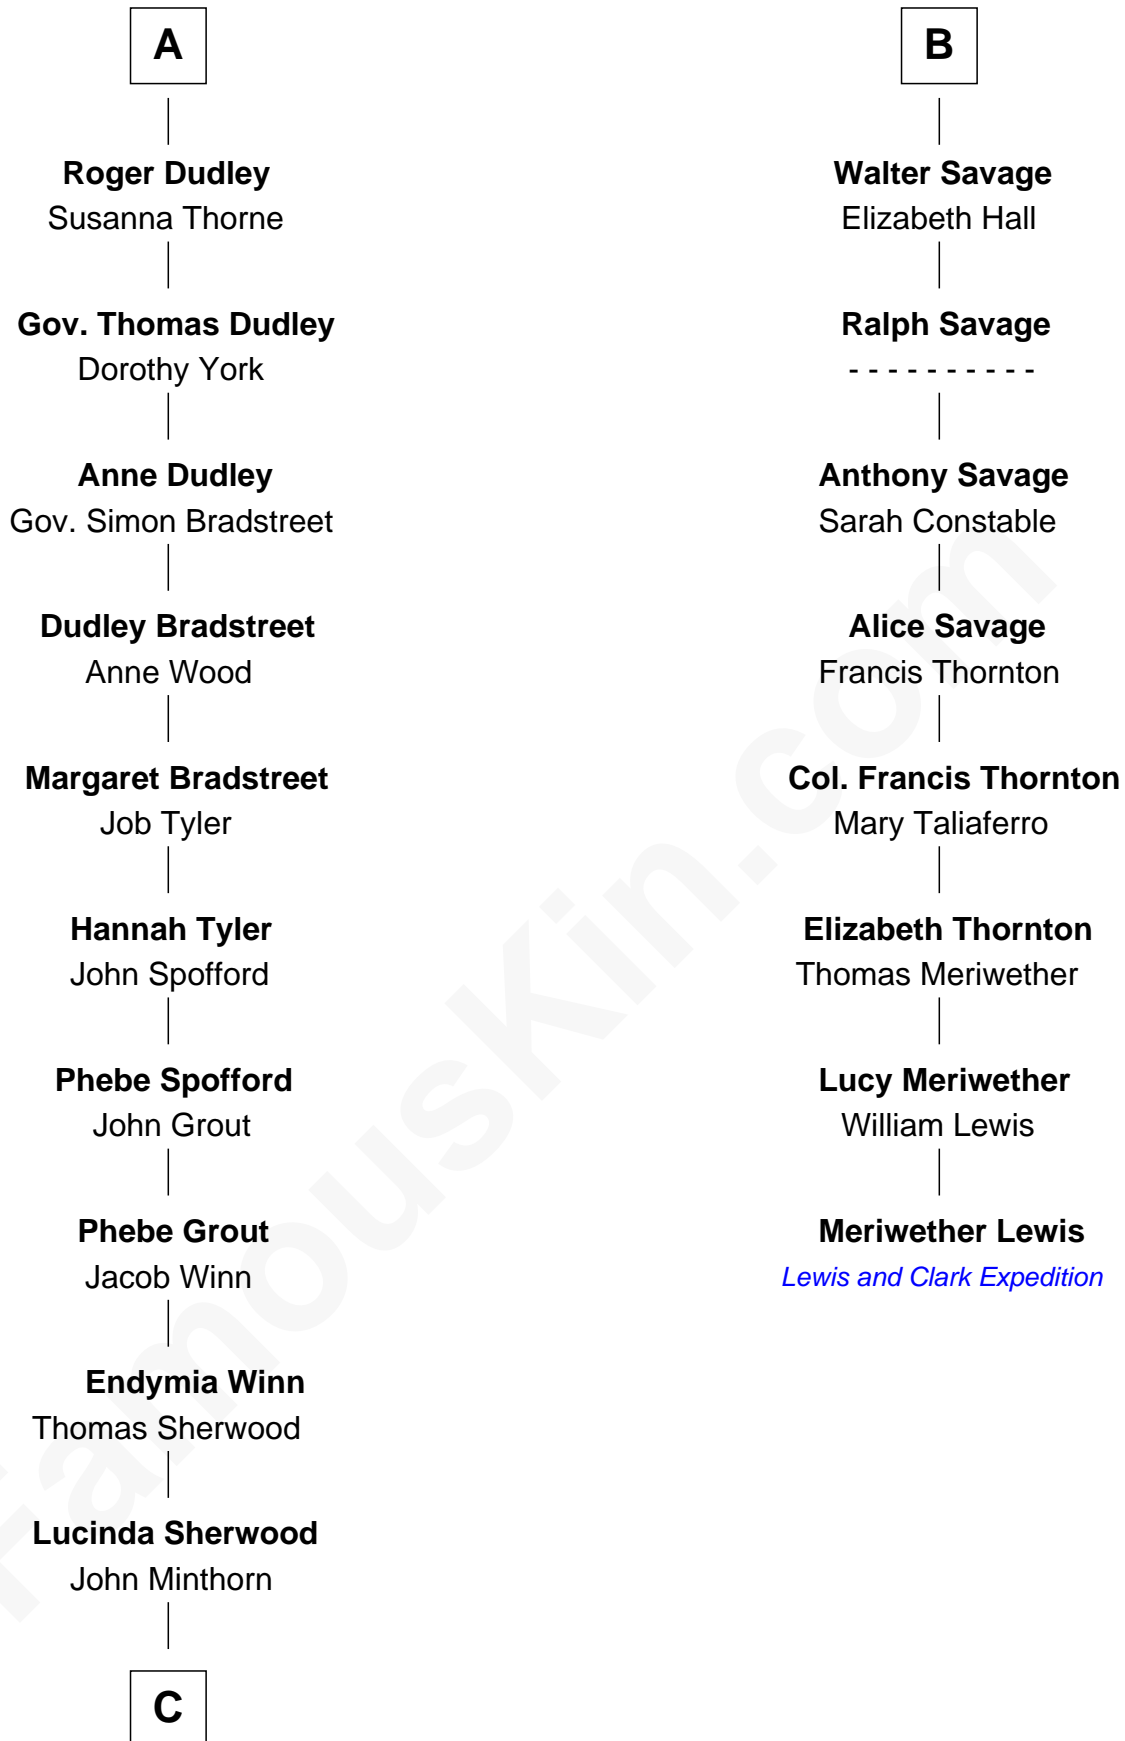 A
Roger Dudley
Susanna Thorne
Gov. Thomas Dudley
Dorothy York
Anne Dudley
Gov. Simon Bradstreet
Dudley Bradstreet
Anne Wood
Margaret Bradstreet
Job Tyler
Hannah Tyler
John Spofford
Phebe Spofford
John Grout
Phebe Grout
Jacob Winn
Endymia Winn
Thomas Sherwood
Lucinda Sherwood
John Minthorn
C
B
Walter Savage
Elizabeth Hall
Ralph Savage
- - - - - - - - - -
Anthony Savage
Sarah Constable
Alice Savage
Francis Thornton
Col. Francis Thornton
Mary Taliaferro
Elizabeth Thornton
Thomas Meriwether
Lucy Meriwether
William Lewis
Meriwether Lewis
Lewis and Clark Expedition
FamousKin.com